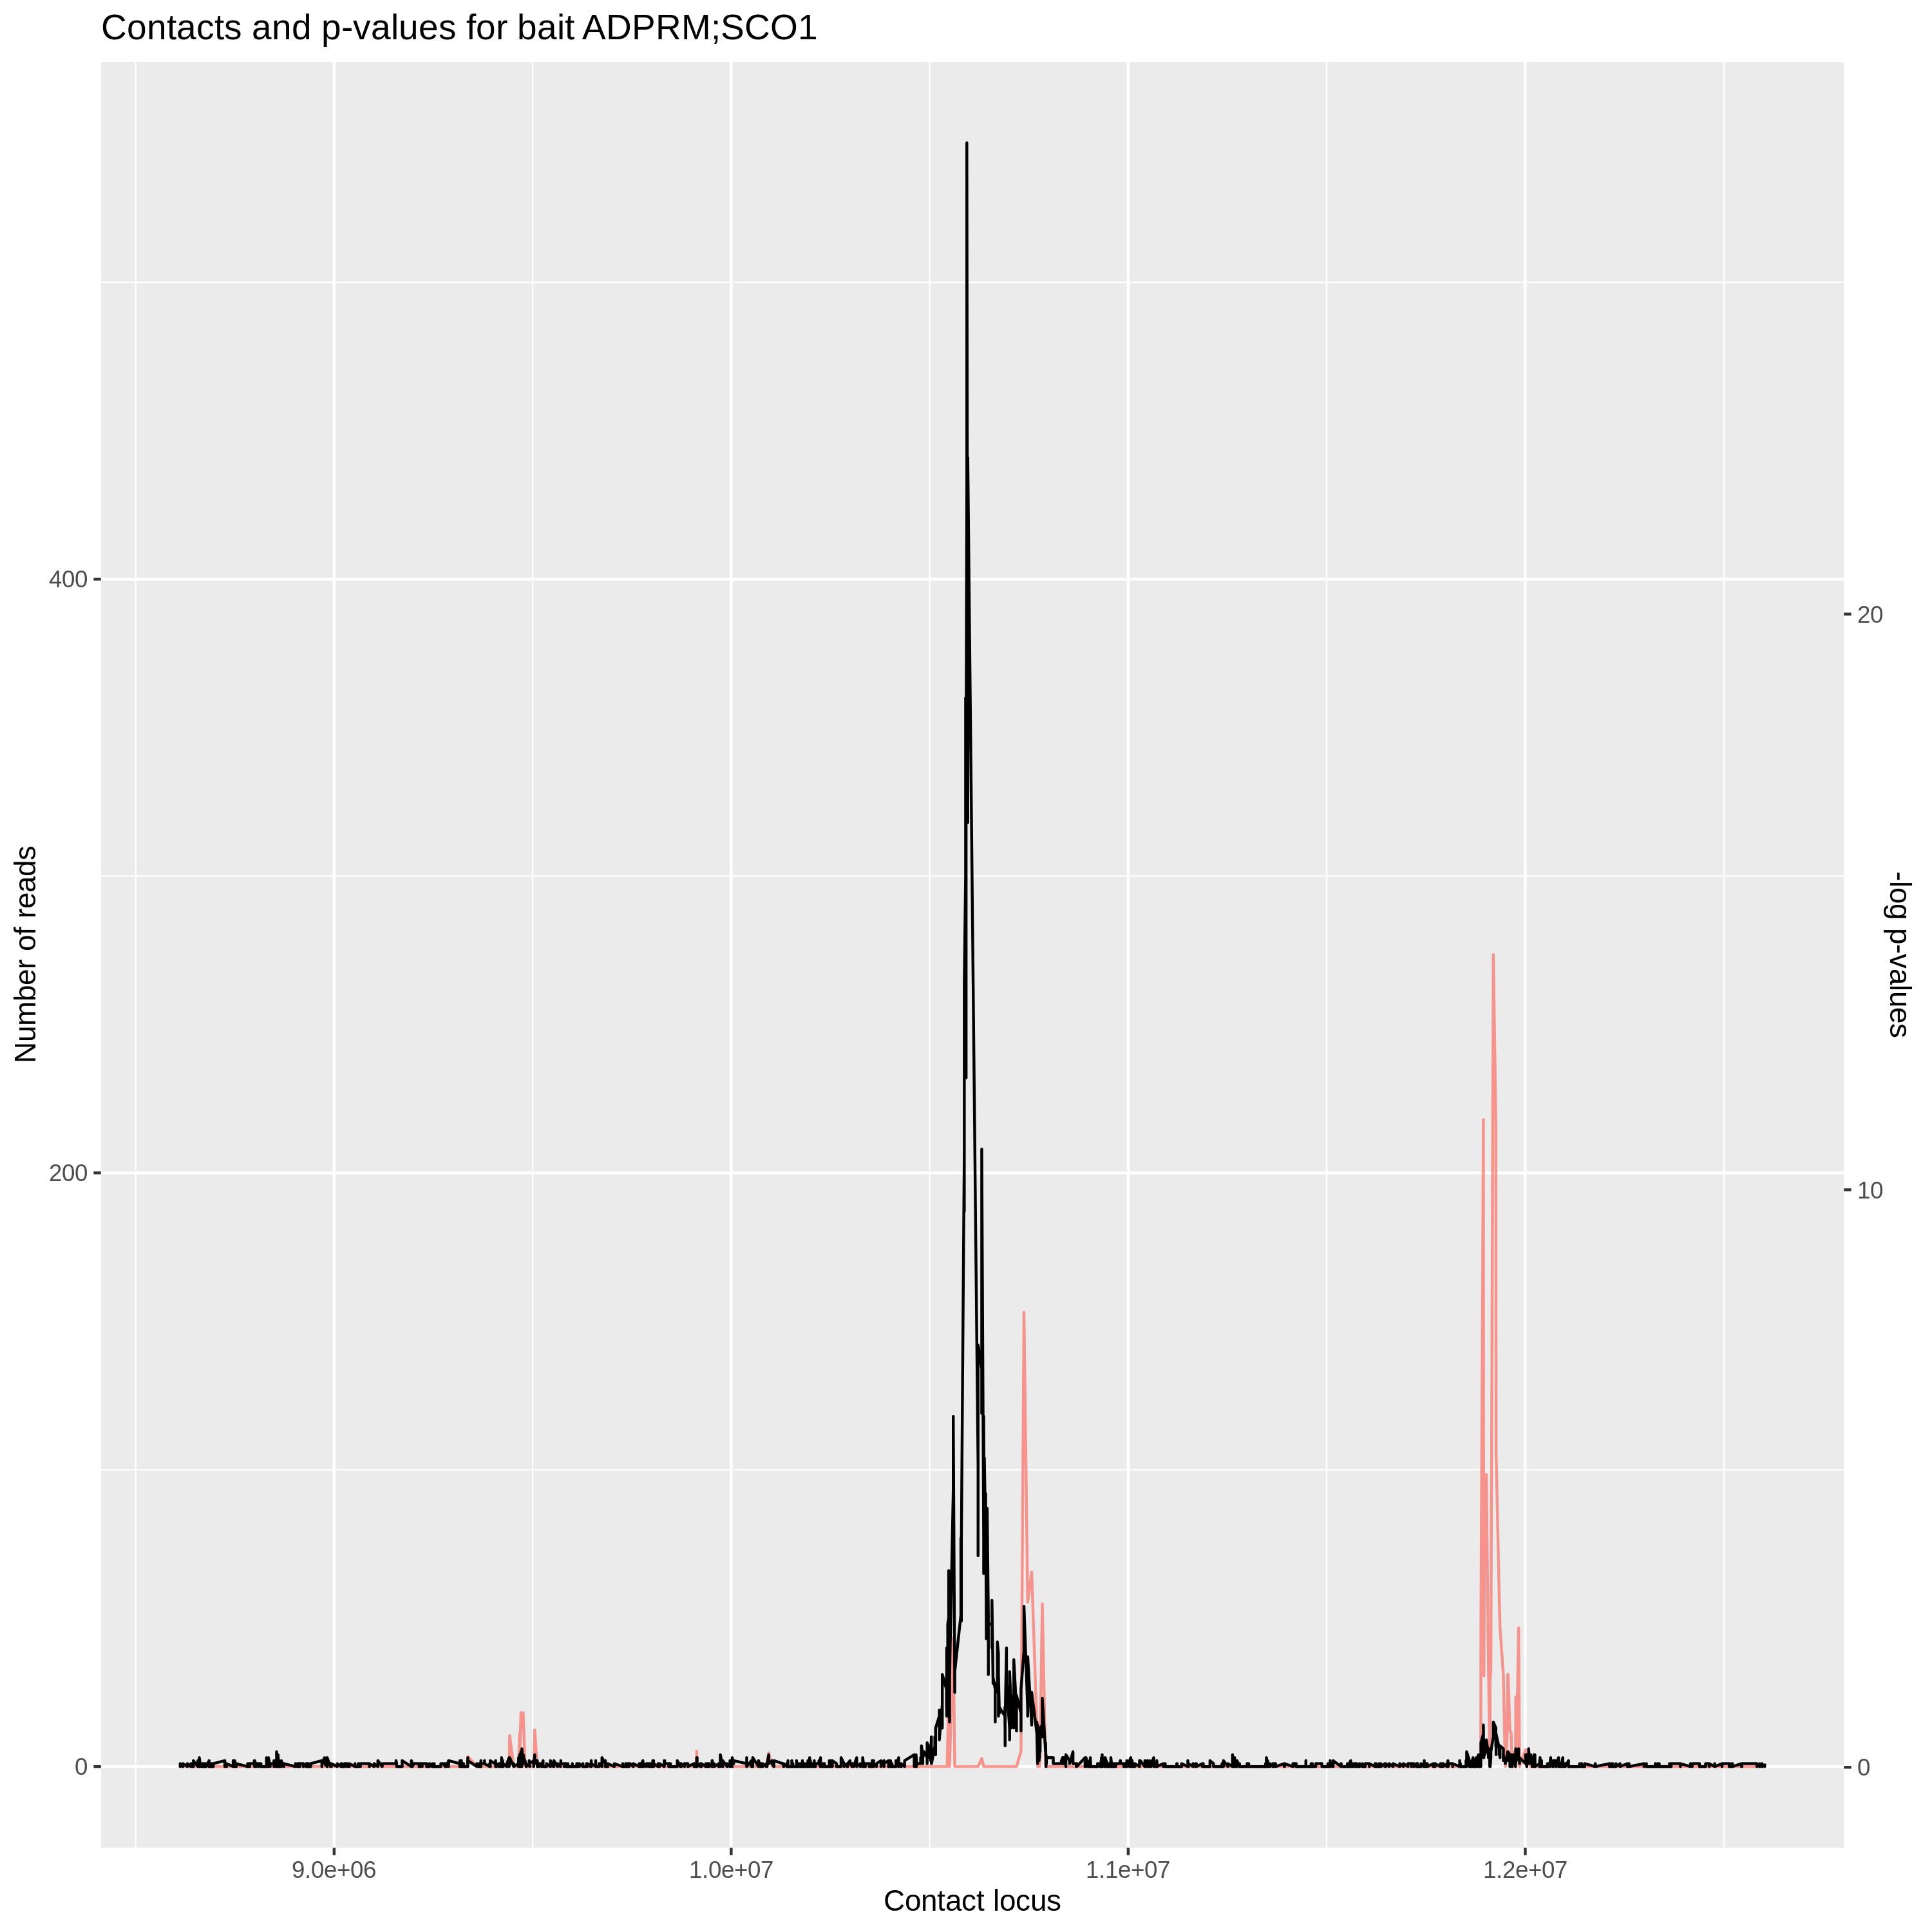 Contacts and p-values for bait ADPRM;SCO1
400
200
0
Number of reads
20
10
0
-log p-values
9.0e+06
1.0e+07
1.1e+07
1.2e+07
Contact locus